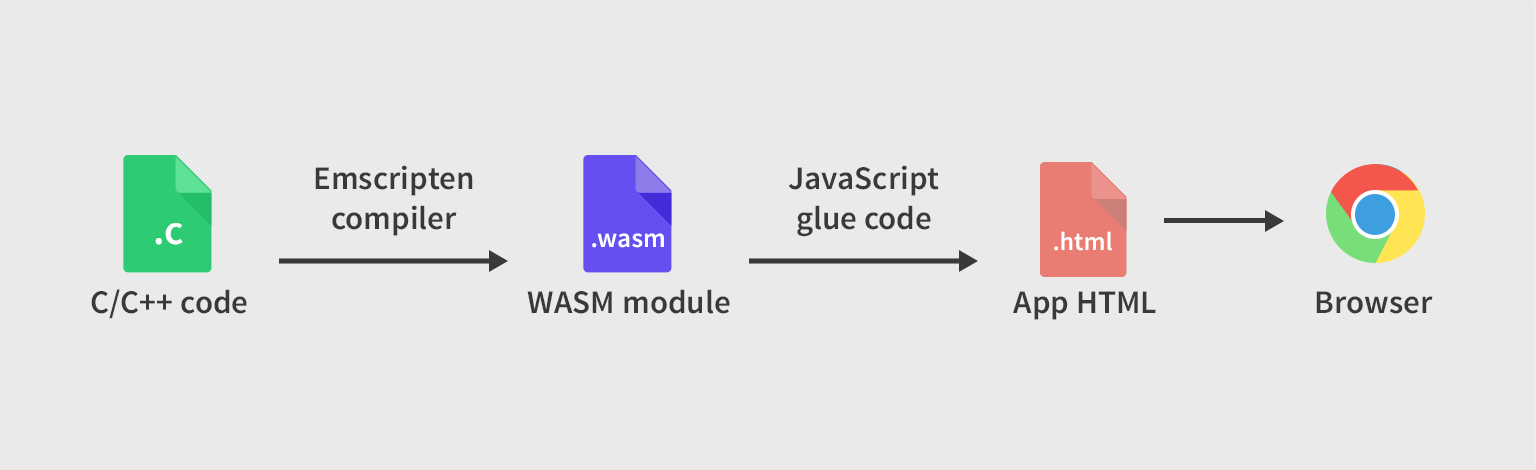 .c
C/C++ code
Emscripten
compiler
.wasm
WASM module
JavaScript
glue code
.html
App HTML
Browser